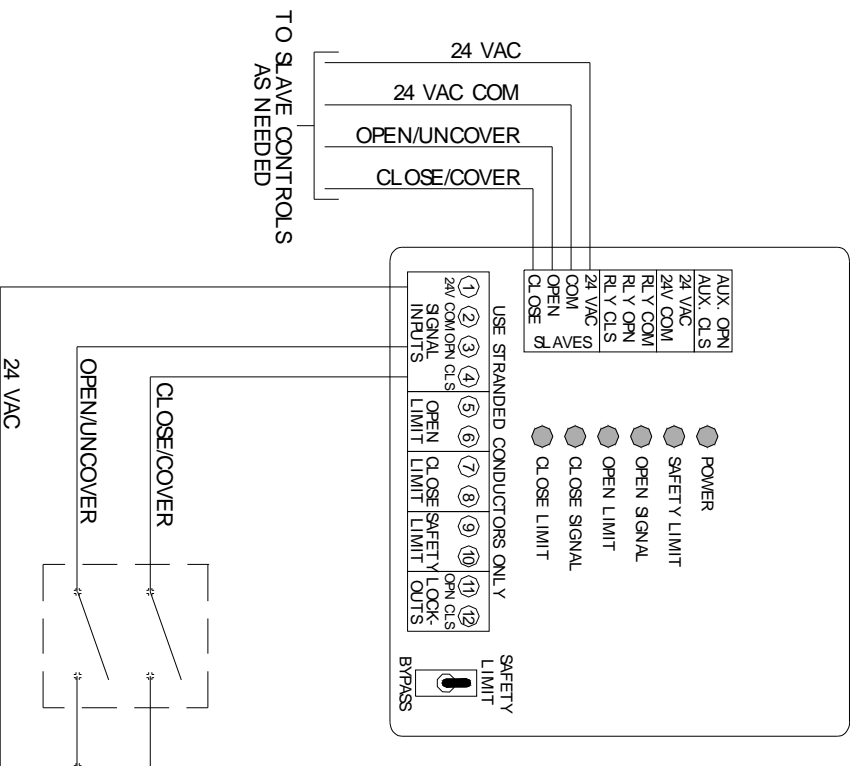 24 VAC
24 VAC COM
OPEN/UNCOVER
CLOSE/COVER
TO SLAVE CONTROLS
AS NEEDED
AUX. OPN
AUX. CLS
24 VAC
24V COM
RLY COM
RLY OPN
RLY CLS
24 VAC
COM
OPEN
CLOSE
SLAVES
POWER
SAFETY LIMIT
OPEN SIGNAL
OPEN LIMIT
CLOSE SIGNAL
CLOSE LIMIT
USE STRANDED CONDUCTORS ONLY
1 2 3 4 5 6 7 8 9 10 11 12
24V COM OPN CLS
SIGNAL
INPUTS
OPEN
LIMIT
CLOSE
LIMIT
SAFETY
LIMIT
OPN CLS
LOCK-
OUTS
SAFETY
LIMIT
BYPASS
CLOSE/COVER
OPEN/UNCOVER
24 VAC